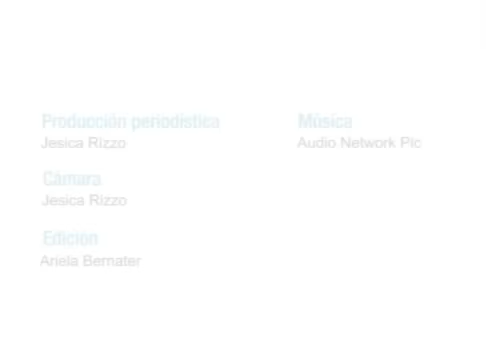 Producción periodística
Jesica Rizzo
Cámara
Jesica Rizzo
Edición
Ariela Bernater
Música
Audio Network Plc